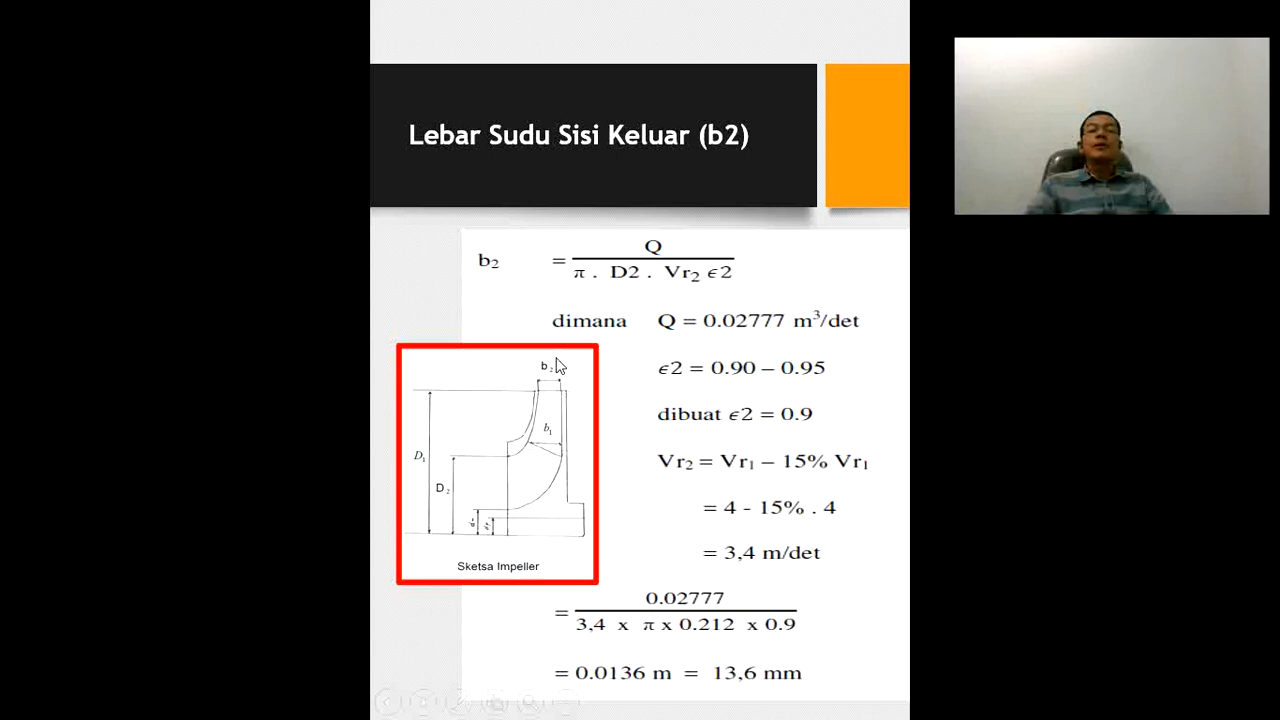 Lebar Sudu Sisi Keluar (b2)
b₂ = Q
π . D2 . Vr₂ ϵ2
dimana Q = 0.02777 m³/det
ϵ2 = 0.90 – 0.95
dibuat ϵ2 = 0.9
Vr₂ = Vr₁ – 15% Vr₁
= 4 - 15% . 4
= 3,4 m/det
b ₂
b₁
D₁
D ₂
Sketsa Impeller
= 0.02777
3,4 x π x 0.212 x 0.9
= 0.0136 m = 13,6 mm